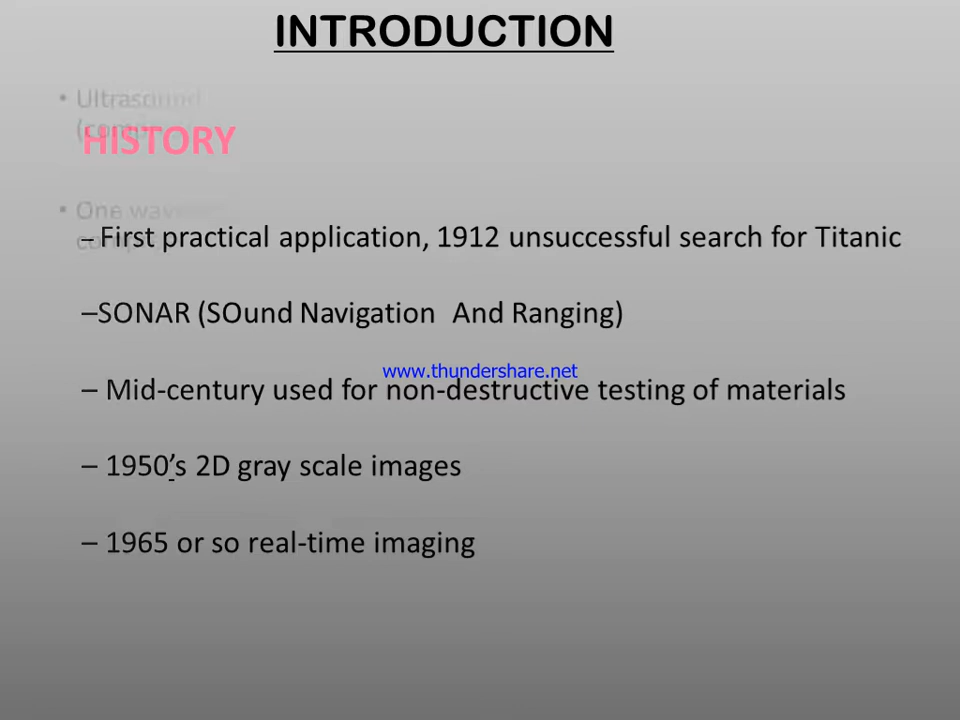 INTRODUCTION
• Ultrasound
HISTORY
• One wave
– First practical application, 1912 unsuccessful search for Titanic
–SONAR (SOund Navigation And Ranging)
www.thundershare.net
– Mid-century used for non-destructive testing of materials
– 1950’s 2D gray scale images
– 1965 or so real-time imaging